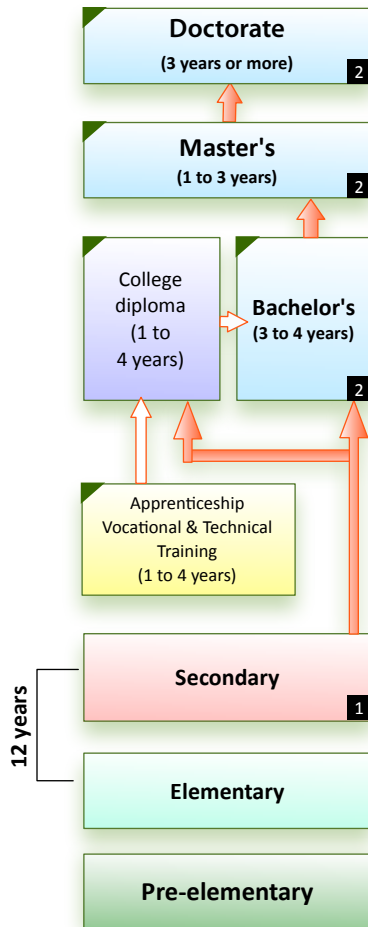 Doctorate
(3 years or more)
2
Master's
(1 to 3 years)
2
College
diploma
(1 to
4 years)
Bachelor's
(3 to 4 years)
2
Apprenticeship
Vocational & Technical
Training
(1 to 4 years)
12 years
Secondary
1
Elementary
Pre-elementary